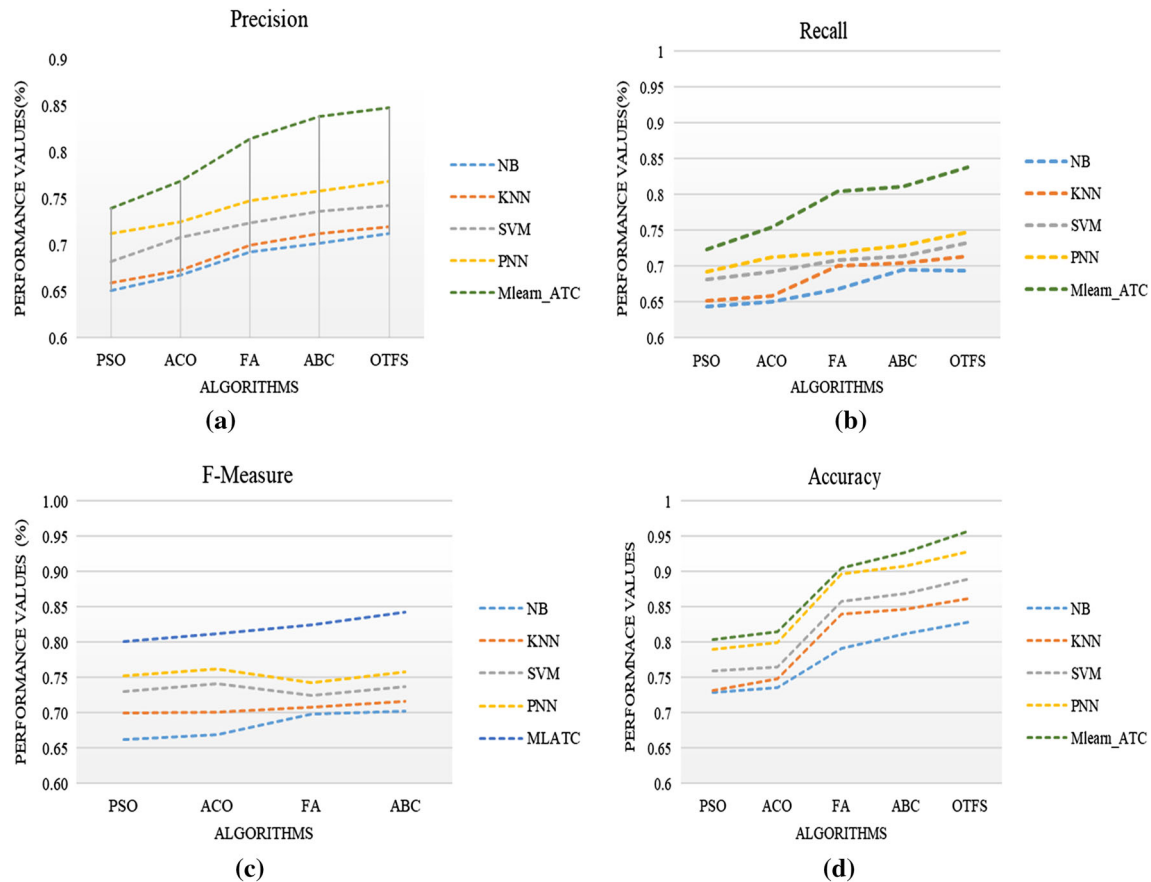 (a)
Precision
PERFORMANCE VALUES(%)
0.9
0.85
0.8
0.75
0.7
0.65
0.6
PSO ACO FA ABC OTFS
ALGORITHMS
NB
KNN
SVM
PNN
Mlearn_ATC
(a)
(b)
Recall
PERFORMANCE VALUES(%)
1
0.95
0.9
0.85
0.8
0.75
0.7
0.65
0.6
PSO ACO FA ABC OTFS
ALGORITHMS
NB
KNN
SVM
PNN
Mlearn_ATC
(b)
F-Measure
PERFORMANCE VALUES (%)
1.00
0.95
0.90
0.85
0.80
0.75
0.70
0.65
0.60
PSO ACO FA ABC
ALGORITHMS
NB
KNN
SVM
PNN
MLATC
(c)
Accuracy
PERFORMNACE VALUES
1
0.95
0.9
0.85
0.8
0.75
0.7
0.65
0.6
PSO ACO FA ABC OTFS
ALGORITHMS
NB
KNN
SVM
PNN
Mlearn_ATC
(d)